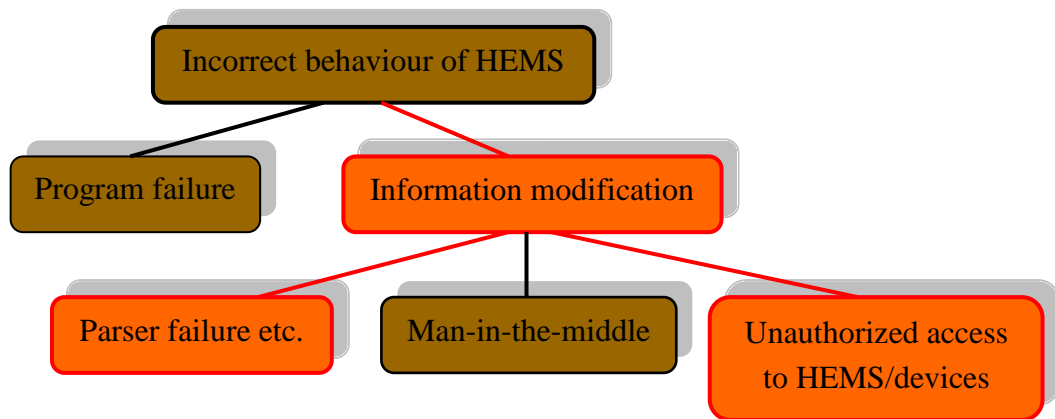 Incorrect behaviour of HEMS
Program failure
Information modification
Parser failure etc.
Man-in-the-middle
Unauthorized access
to HEMS/devices